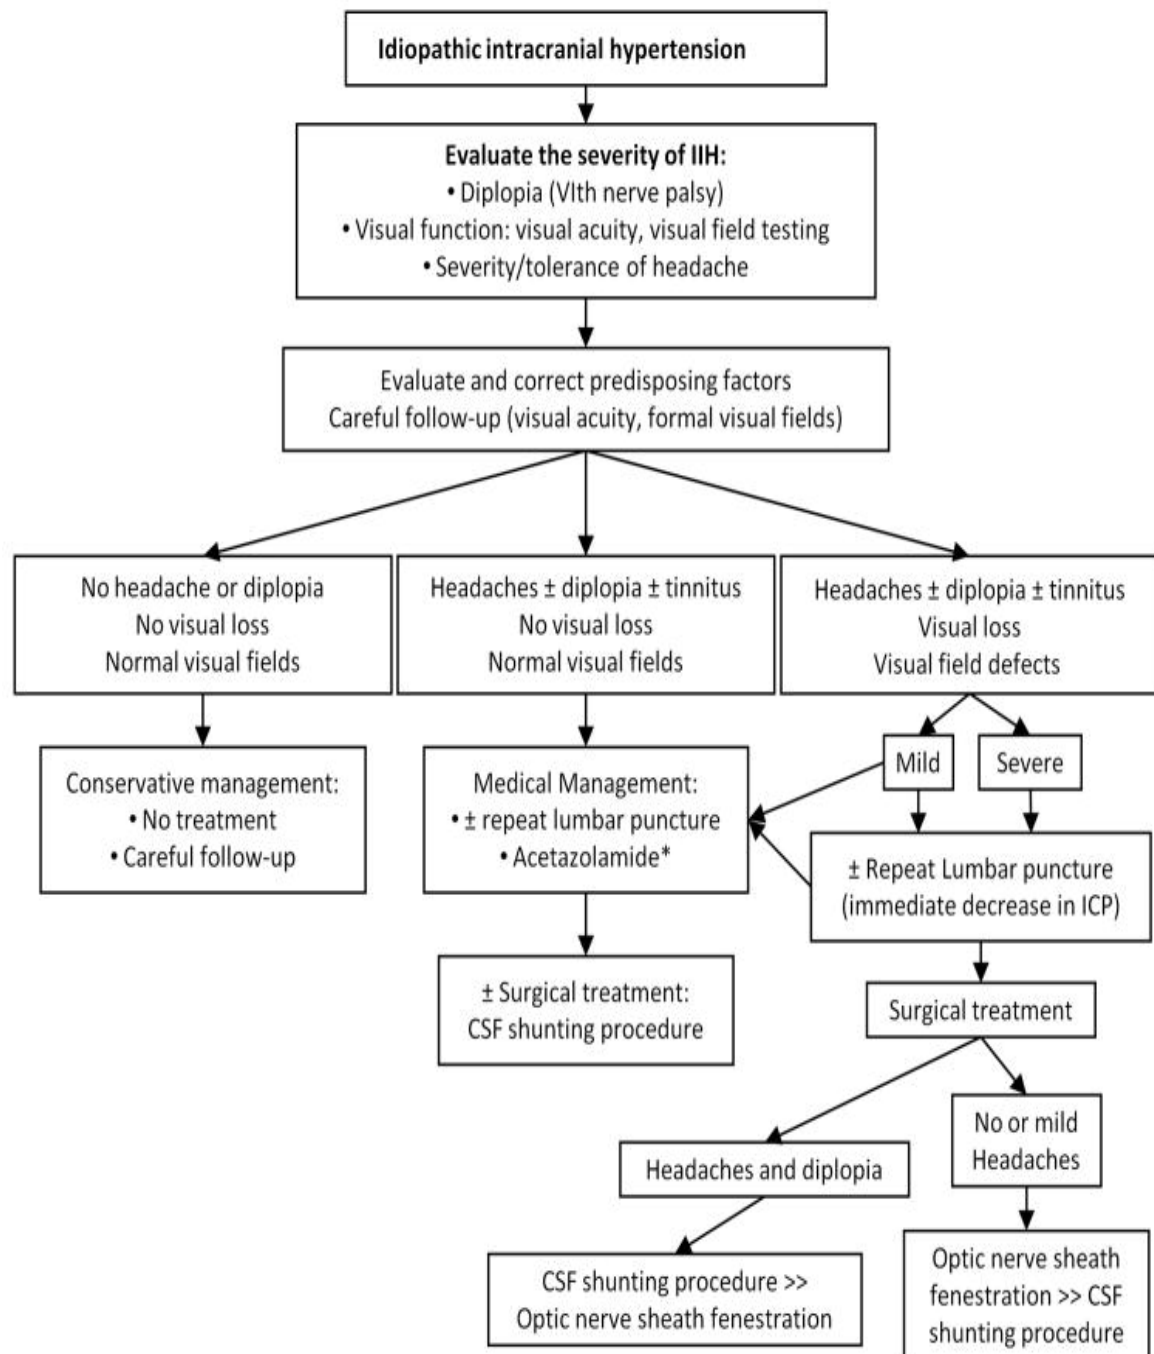 Idiopathic intracranial hypertension
Evaluate the severity of IIH:
• Diplopia (VIth nerve palsy)
• Visual function: visual acuity, visual field testing
• Severity/tolerance of headache
Evaluate and correct predisposing factors
Careful follow-up (visual acuity, formal visual fields)
No headache or diplopia
No visual loss
Normal visual fields
Headaches ± diplopia ± tinnitus
No visual loss
Normal visual fields
Headaches ± diplopia ± tinnitus
Visual loss
Visual field defects
Conservative management:
• No treatment
• Careful follow-up
Medical Management:
• ± repeat lumbar puncture
• Acetazolamide*
Mild
Severe
± Repeat Lumbar puncture
(immediate decrease in ICP)
± Surgical treatment:
CSF shunting procedure
Surgical treatment
Headaches and diplopia
No or mild
Headaches
CSF shunting procedure >>
Optic nerve sheath fenestration
Optic nerve sheath
fenestration >> CSF
shunting procedure